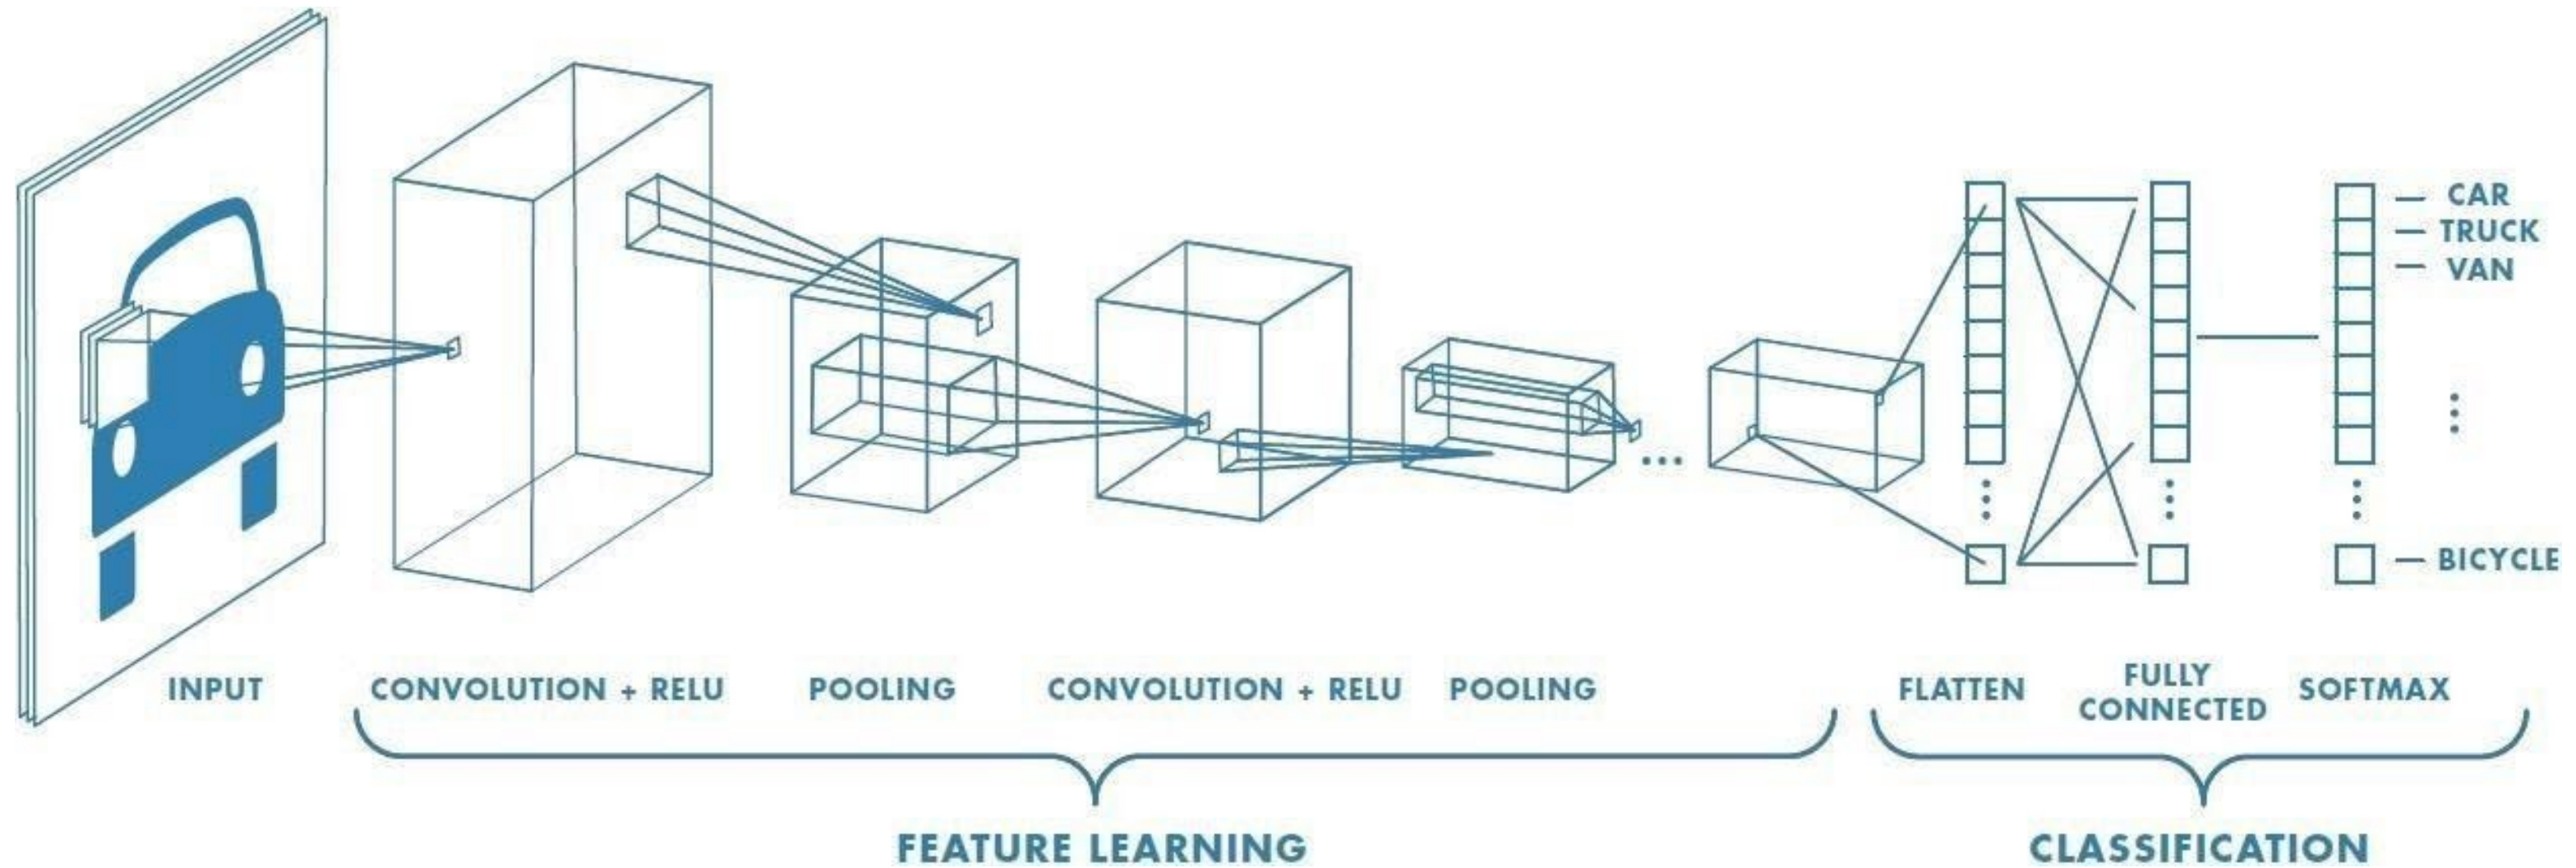 CAR
TRUCK
VAN
BICYCLE
INPUT
CONVOLUTION + RELU
POOLING
CONVOLUTION + RELU
POOLING
FLATTEN
FULLY
CONNECTED
SOFTMAX
FEATURE LEARNING
CLASSIFICATION